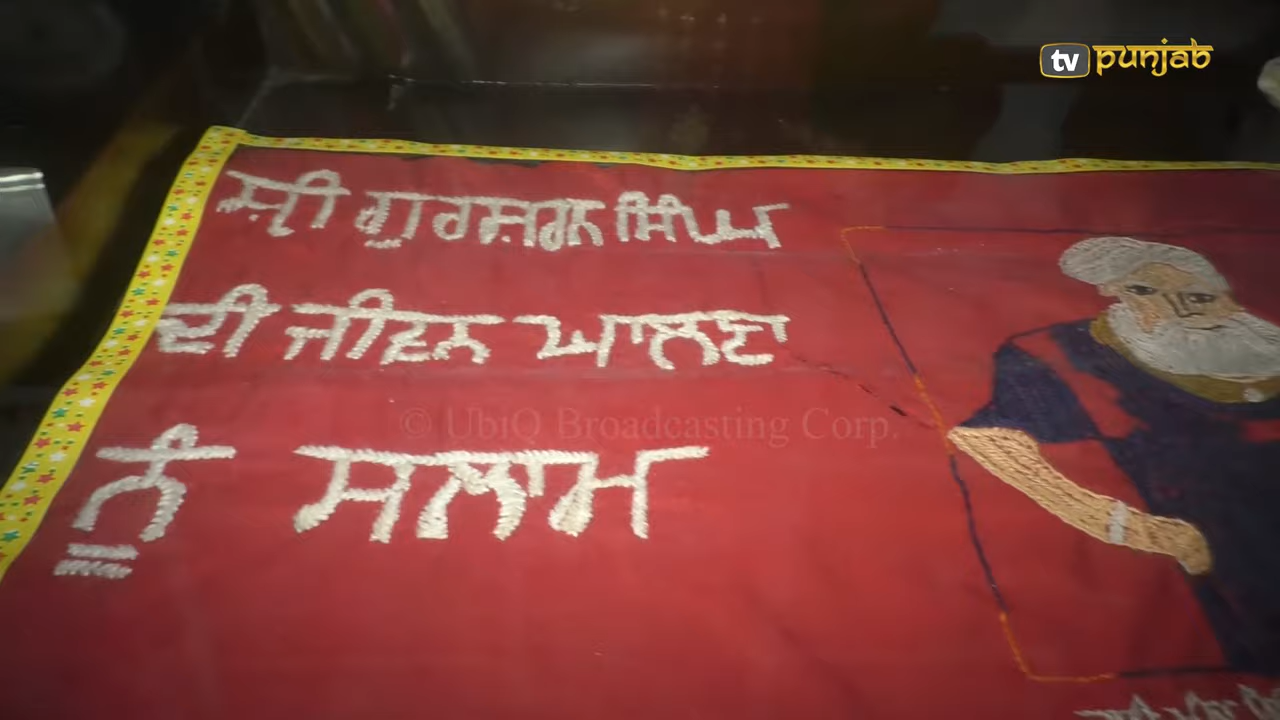 tv punjab
ਸ਼੍ਰੀ ਗੁਰਸ਼ਰਨ ਸਿੰਘ
ਦੀ ਜੀਵਨ ਘਾਲਣਾ
© UbiQ Broadcasting Corp.
ਨੂੰ ਸਲਾਮ